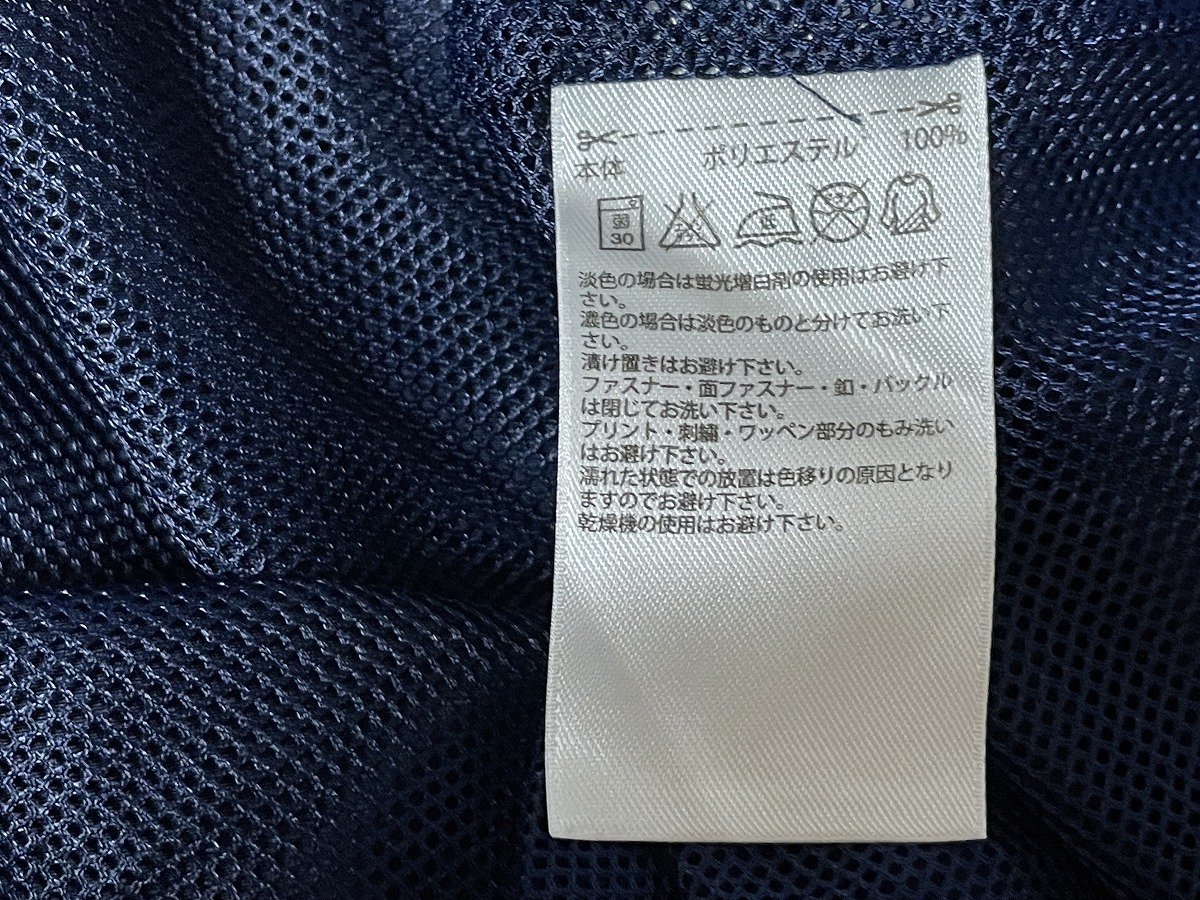 本体 ポリエステル 100%
弱
30
低
淡色の場合は蛍光増白剤の使用はお避け下
さい。
濃色の場合は淡色のものと分けてお洗い下
さい。
漬け置きはお避け下さい。
ファスナー・面ファスナー・釦・バックル
は閉じてお洗い下さい。
プリント・刺繍・ワッペン部分のもみ洗い
はお避け下さい。
濡れた状態での放置は色移りの原因となり
ますのでお避け下さい。
乾燥機の使用はお避け下さい。